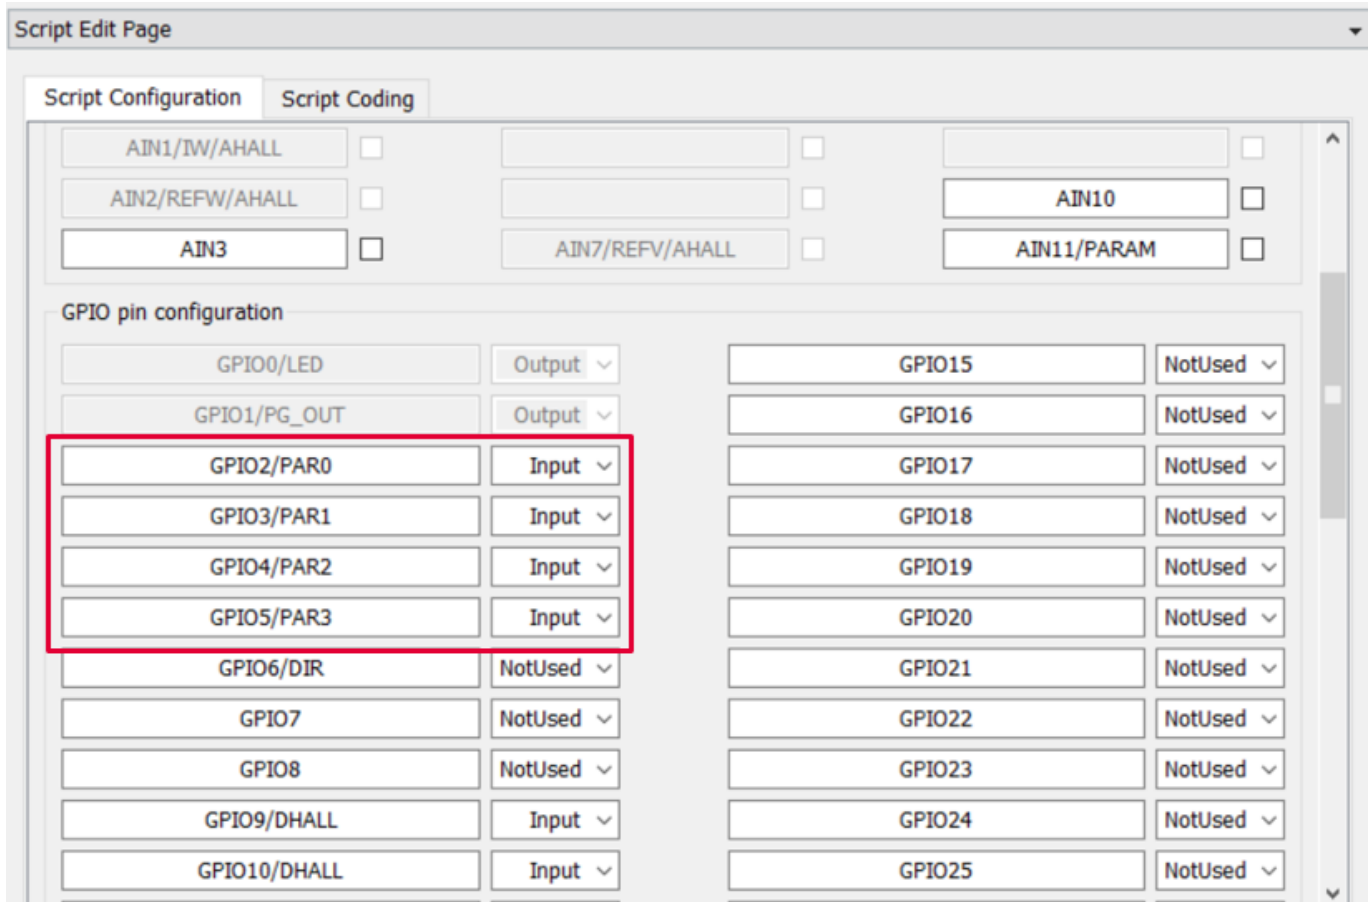 Script Edit Page
Script Configuration Script Coding
AIN1/IW/AHALL
AIN2/REFW/AHALL AIN10
AIN3 AIN7/REFV/AHALL AIN11/PARAM
GPIO pin configuration
GPIO0/LED Output GPIO15 NotUsed
GPIO1/PG_OUT Output GPIO16 NotUsed
GPIO2/PAR0 Input GPIO17 NotUsed
GPIO3/PAR1 Input GPIO18 NotUsed
GPIO4/PAR2 Input GPIO19 NotUsed
GPIO5/PAR3 Input GPIO20 NotUsed
GPIO6/DIR NotUsed GPIO21 NotUsed
GPIO7 NotUsed GPIO22 NotUsed
GPIO8 NotUsed GPIO23 NotUsed
GPIO9/DHALL Input GPIO24 NotUsed
GPIO10/DHALL Input GPIO25 NotUsed